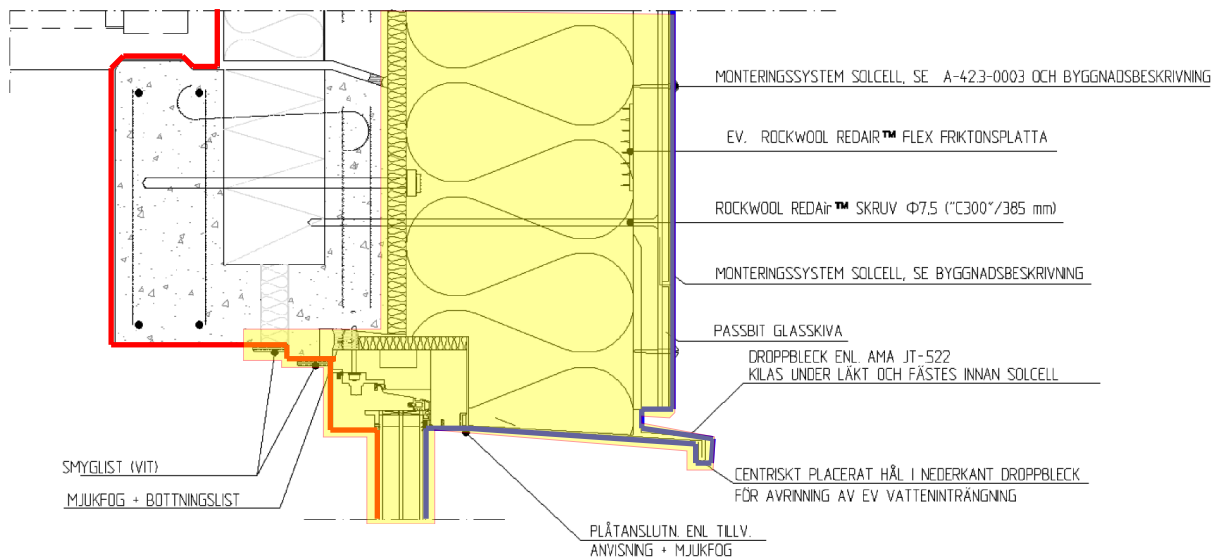 MONTERINGSSYSTEM SOLCELL, SE A-42.3-0003 OCH BYGGNADSBESKRIVNING
EV. ROCKWOOL REDAIR™ FLEX FRIKTONSPLATTA
ROCKWOOL REDAir™ SKRUV Φ7,5 ("C300"/385 mm)
MONTERINGSSYSTEM SOLCELL, SE BYGGNADSBESKRIVNING
PASSBIT GLASSKIVA
DROPPBLECK ENL. AMA JT-522
KILAS UNDER LÄKT OCH FÄSTES INNAN SOLCELL
SMYGLIST (VIT)
MJUKFOG + BOTTNINGSLIST
CENTRISKT PLACERAT HÅL I NEDERKANT DROPPBLECK
FÖR AVRINNING AV EV VATTENINTRÄNGNING
PLÅTANSLUTN. ENL TILLV.
ANVISNING + MJUKFOG